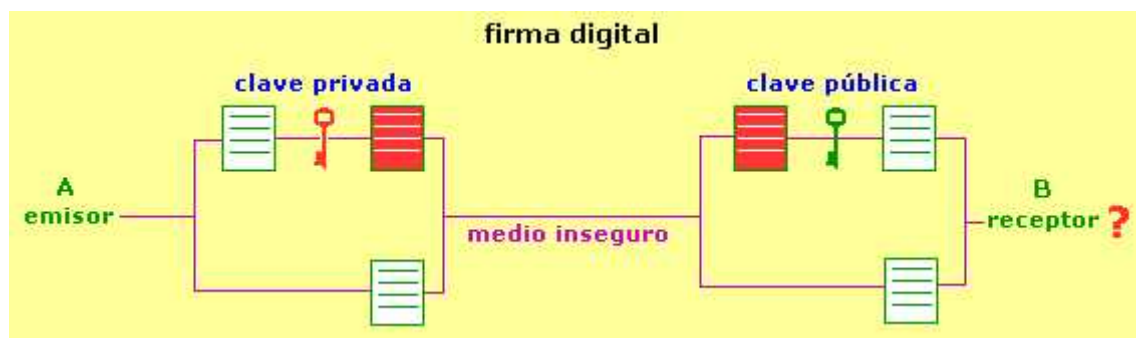 firma digital
clave privada
clave pública
A
emisor
medio inseguro
B
receptor ?